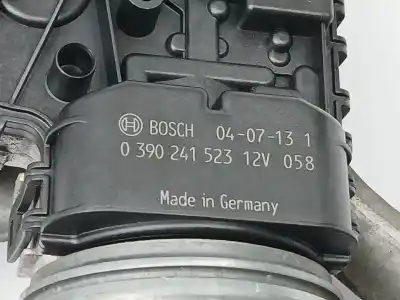 BOSCH 04-07-13 1
0 390 241 523 12V 058
Made in Germany